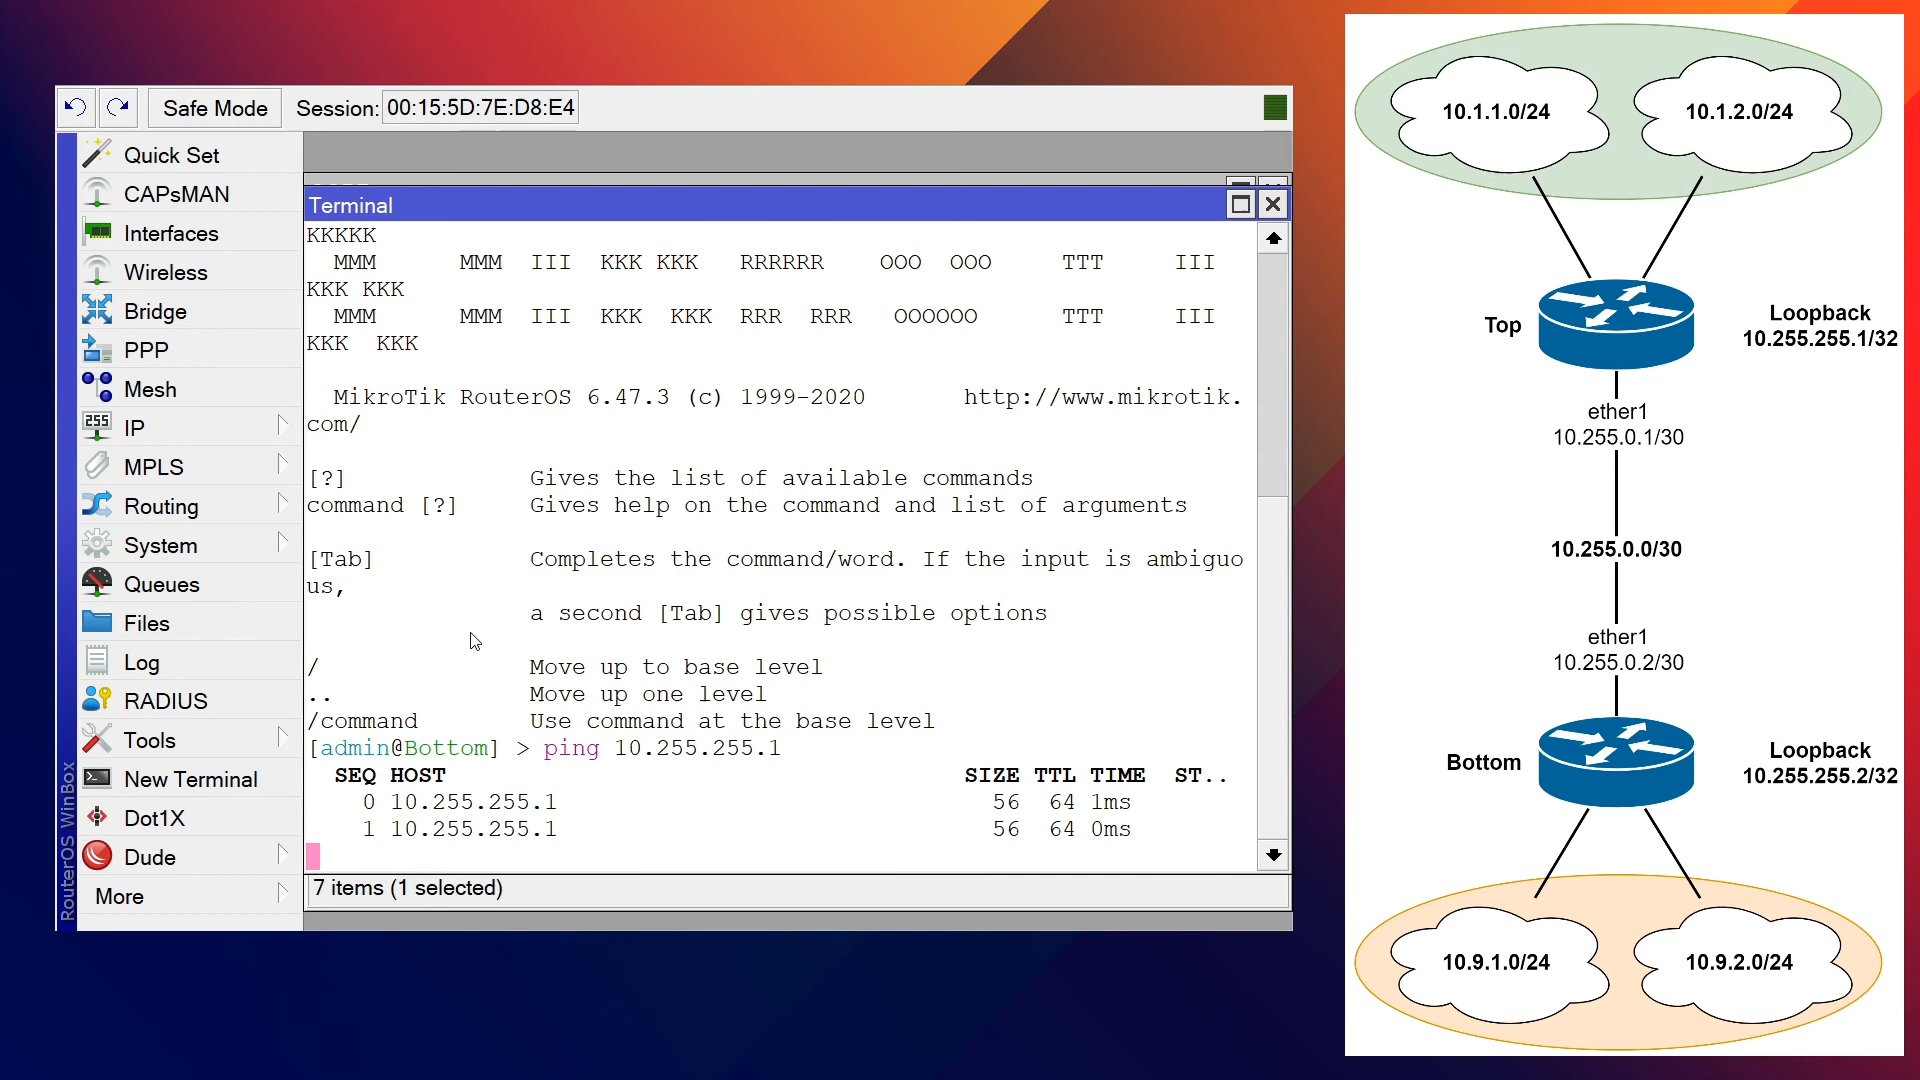 Safe Mode
Session: 00:15:5D:7E:D8:E4
Quick Set
CAPsMAN
Interfaces
Wireless
Bridge
PPP
Mesh
IP
MPLS
Routing
System
Queues
Files
Log
RADIUS
Tools
New Terminal
Dot1X
Dude
More
RouterOS WinBox
255
Terminal
KKKKK
MMM MMM III KKK KKK RRRRRR OOO OOO TTT III
KKK KKK
MMM MMM III KKK KKK RRR RRR OOOOOO TTT III
KKK KKK
MikroTik RouterOS 6.47.3 (c) 1999-2020 http://www.mikrotik.
com/
[?] Gives the list of available commands
command [?] Gives help on the command and list of arguments
[Tab] Completes the command/word. If the input is ambiguo
us,
a second [Tab] gives possible options
/ Move up to base level
.. Move up one level
/command Use command at the base level
[admin@Bottom] > ping 10.255.255.1
SEQ HOST SIZE TTL TIME ST..
0 10.255.255.1 56 64 1ms
1 10.255.255.1 56 64 0ms
7 items (1 selected)
10.1.1.0/24
10.1.2.0/24
Top
Loopback
10.255.255.1/32
ether1
10.255.0.1/30
10.255.0.0/30
ether1
10.255.0.2/30
Bottom
Loopback
10.255.255.2/32
10.9.1.0/24
10.9.2.0/24